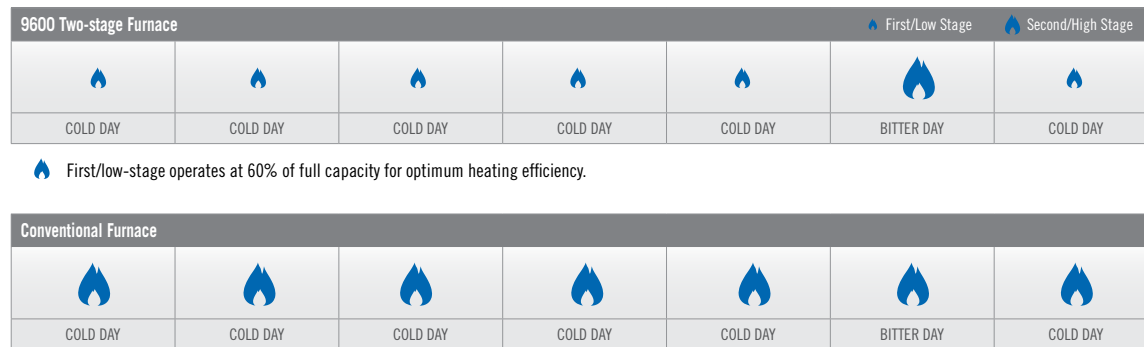 9600 Two-stage Furnace First/Low Stage Second/High Stage
COLD DAY COLD DAY COLD DAY COLD DAY COLD DAY BITTER DAY COLD DAY
First/low-stage operates at 60% of full capacity for optimum heating efficiency.
Conventional Furnace
COLD DAY COLD DAY COLD DAY COLD DAY COLD DAY BITTER DAY COLD DAY